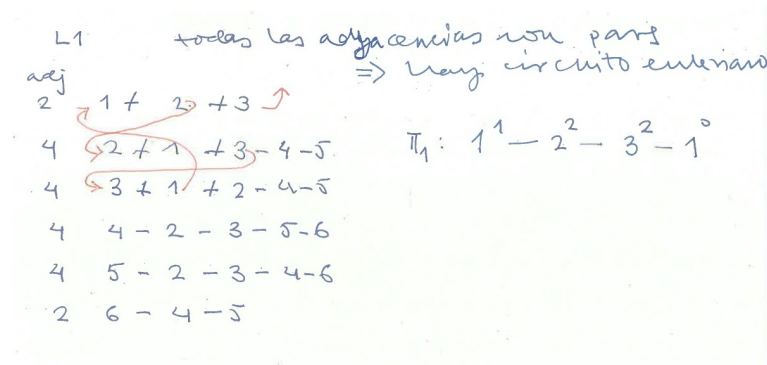 L1 todas las adyacencias son pares
⇒ hay circuito euleriano
adj
2 1 + 2 + 3
4 2 + 1 + 3 - 4 - 5
4 3 + 1 + 2 - 4 - 5
4 4 - 2 - 3 - 5 - 6
4 5 - 2 - 3 - 4 - 6
2 6 - 4 - 5
π₁: 1¹ — 2² — 3² — 1⁰